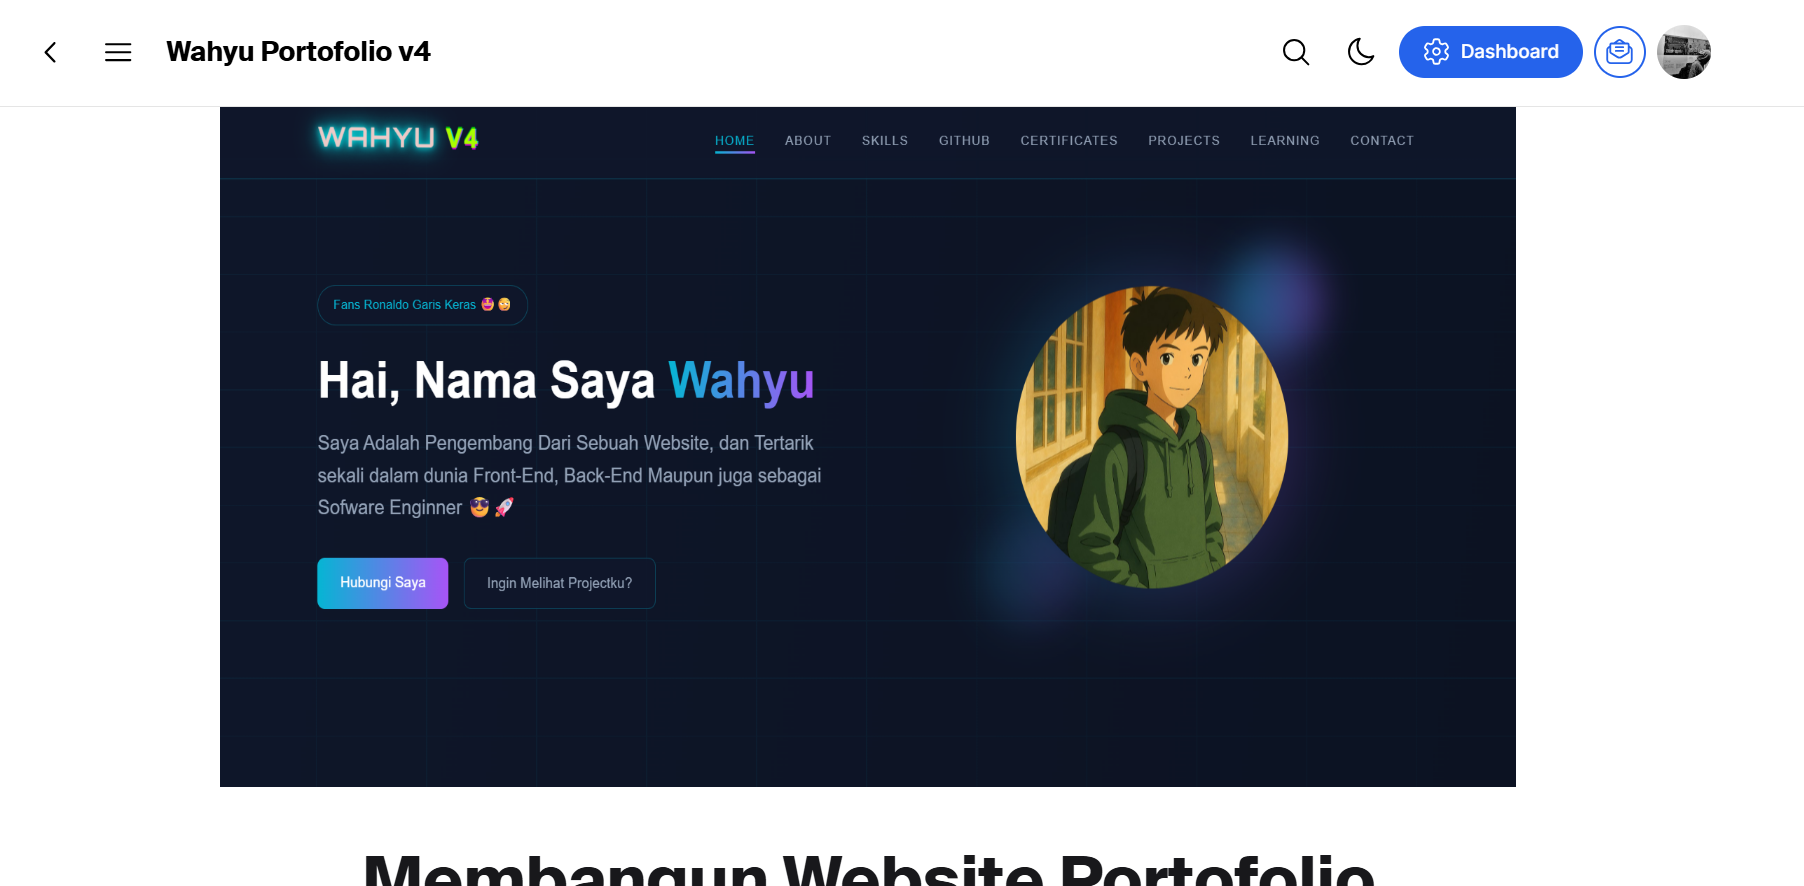 Wahyu Portofolio v4
Dashboard
WAHYU V4
HOME ABOUT SKILLS GITHUB CERTIFICATES PROJECTS LEARNING CONTACT
Fans Ronaldo Garis Keras 🤩🥳
Hai, Nama Saya Wahyu
Saya Adalah Pengembang Dari Sebuah Website, dan Tertarik
sekali dalam dunia Front-End, Back-End Maupun juga sebagai
Sofware Enginner 😎🚀
Hubungi Saya
Ingin Melihat Projectku?
Membangun Website Portofolio